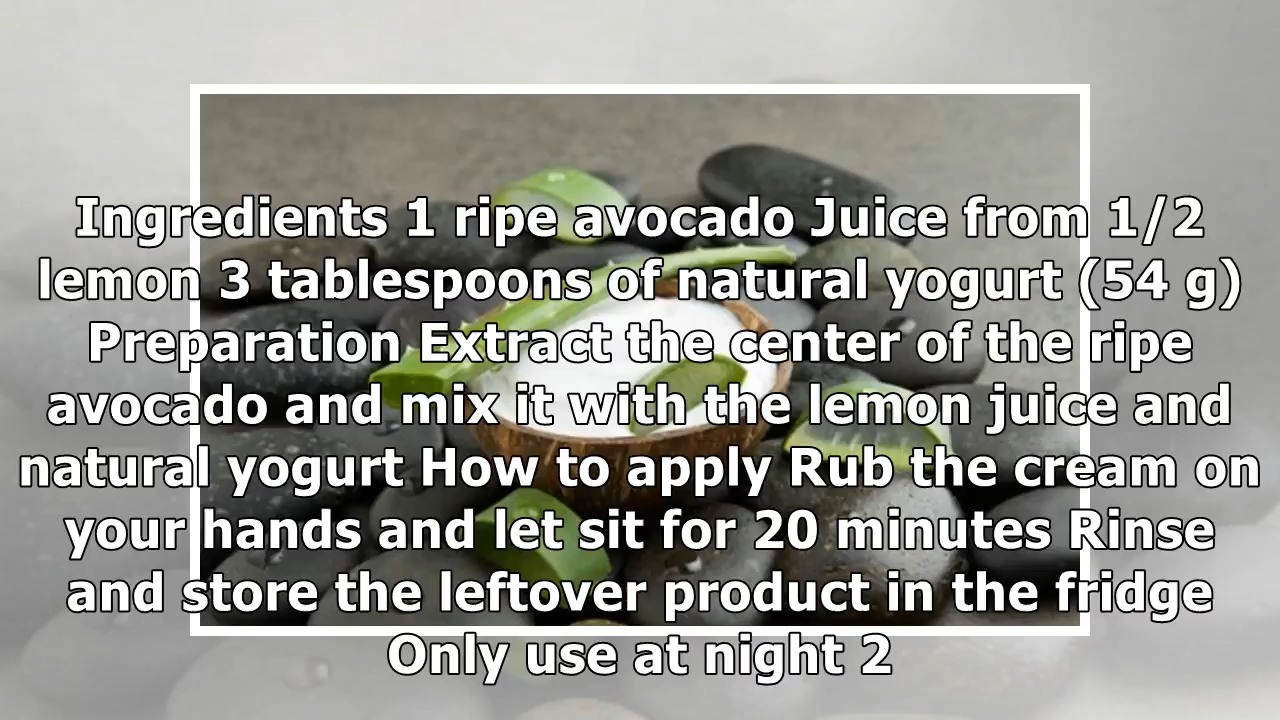 Ingredients 1 ripe avocado Juice from 1/2
lemon 3 tablespoons of natural yogurt (54 g)
Preparation Extract the center of the ripe
avocado and mix it with the lemon juice and
natural yogurt How to apply Rub the cream on
your hands and let sit for 20 minutes Rinse
and store the leftover product in the fridge
Only use at night 2